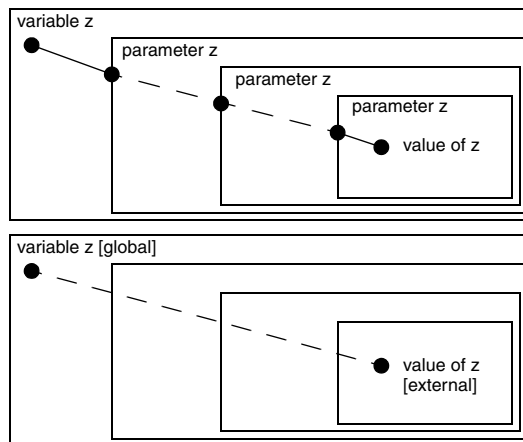 variable z
parameter z
parameter z
parameter z
value of z
variable z [global]
value of z
[external]